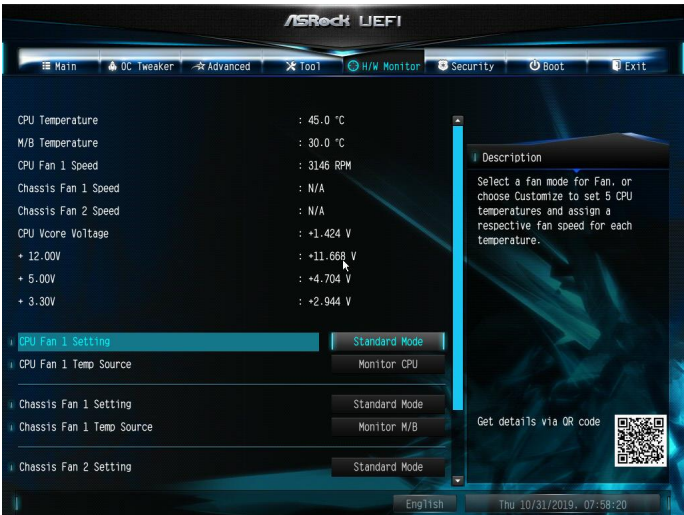 ASRock UEFI
Main OC Tweaker Advanced Tool H/W Monitor Security Boot Exit
CPU Temperature : 45.0 °C
M/B Temperature : 30.0 °C
CPU Fan 1 Speed : 3146 RPM
Chassis Fan 1 Speed : N/A
Chassis Fan 2 Speed : N/A
CPU Vcore Voltage : +1.424 V
+ 12.00V : +11.668 V
+ 5.00V : +4.704 V
+ 3.30V : +2.944 V
CPU Fan 1 Setting Standard Mode
CPU Fan 1 Temp Source Monitor CPU
Chassis Fan 1 Setting Standard Mode
Chassis Fan 1 Temp Source Monitor M/B
Chassis Fan 2 Setting Standard Mode
Description
Select a fan mode for Fan, or
choose Customize to set 5 CPU
temperatures and assign a
respective fan speed for each
temperature.
Get details via QR code
English Thu 10/31/2019. 07:58:20